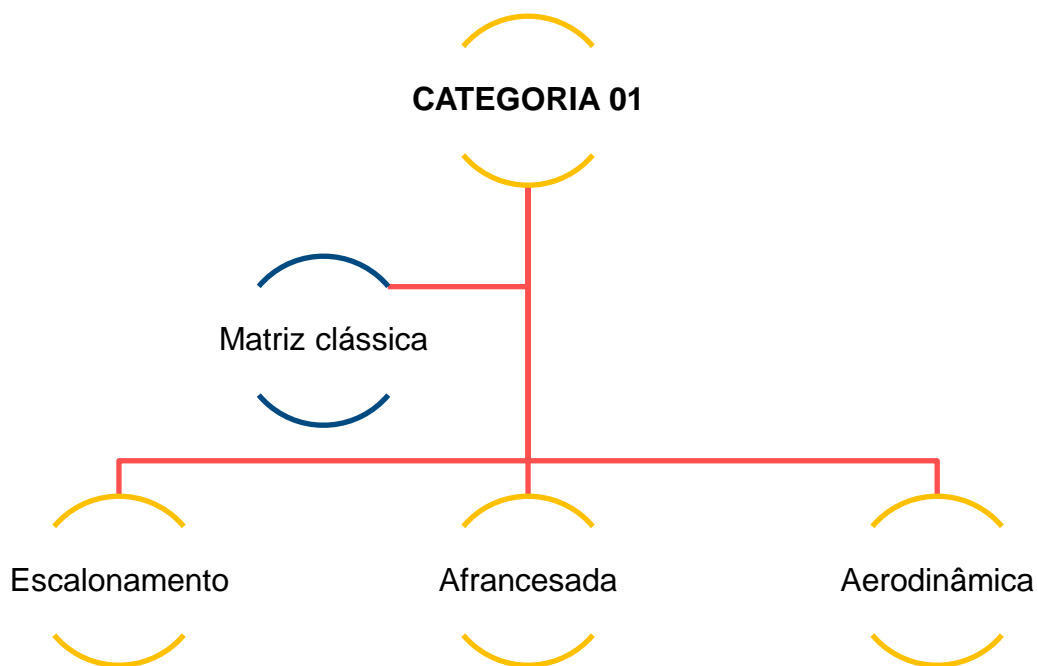 CATEGORIA 01
Matriz clássica
Escalonamento
Afrancesada
Aerodinâmica